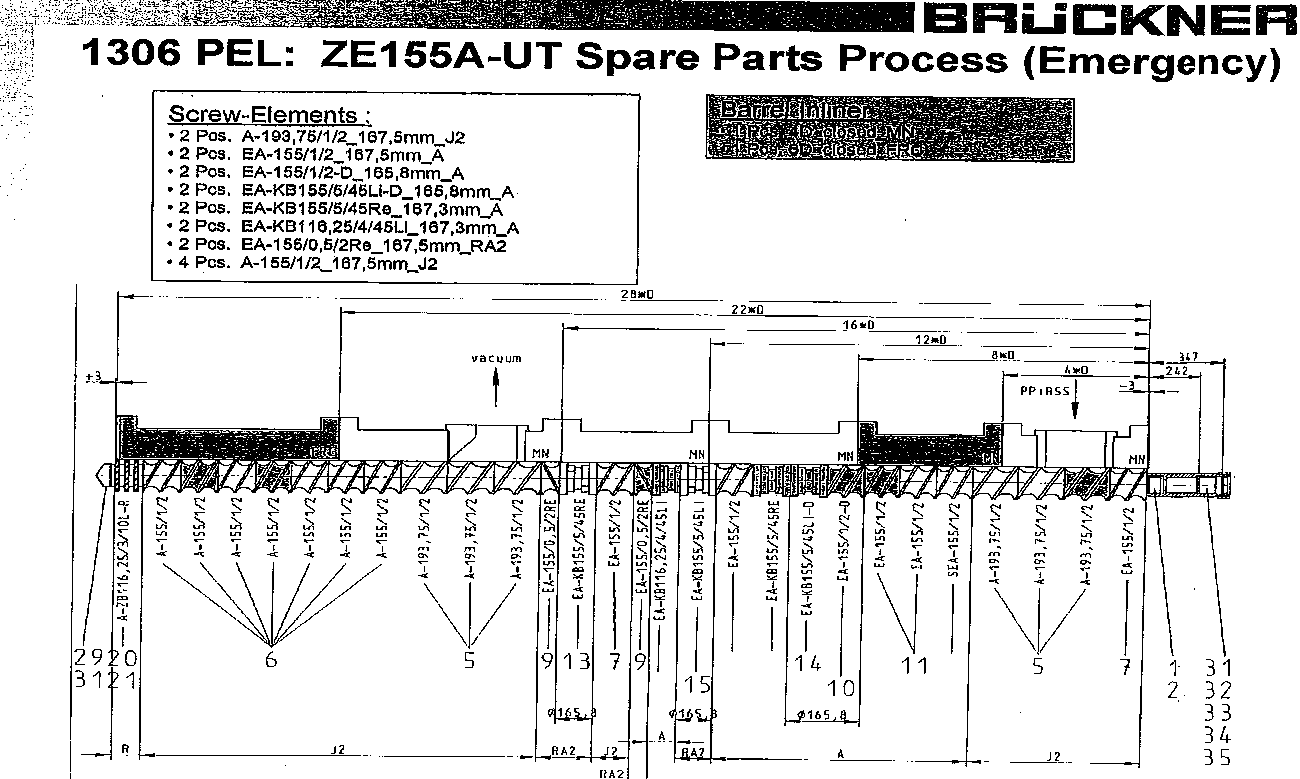 BRÜCKNER
1306 PEL: ZE155A-UT Spare Parts Process (Emergency)
Screw-Elements :
• 2 Pcs. A-193,75/1/2_167,5mm_J2
• 2 Pcs. EA-155/1/2_167,5mm_A
• 2 Pcs. EA-155/1/2-D_165,8mm_A
• 2 Pcs. EA-KB155/5/45Li-D_165,8mm_A
• 2 Pcs. EA-KB155/5/45Re_167,3mm_A
• 2 Pcs. EA-KB116,25/4/45Li_167,3mm_A
• 2 Pcs. EA-155/0,5/2Re_167,5mm_RA2
• 4 Pcs. A-155/1/2_167,5mm_J2
Barrel Inliner
28*D
22*D
16*D
12*D
8*D
347
4*D
242
±3
vacuum
PPiRSS
-3
MN
MN
MN
MN
A-ZB116,25/3/10L-R
A-155/1/2
A-155/1/2
A-155/1/2
A-155/1/2
A-155/1/2
A-155/1/2
A-155/1/2
A-193,75/1/2
A-193,75/1/2
A-193,75/1/2
EA-155/0,5/2RE
EA-KB155/5/45RE
EA-155/1/2
EA-155/0,5/2RE
EA-KB116,25/4/45LI
EA-KB155/5/45LI
EA-155/1/2
EA-KB155/5/45RE
EA-KB155/5/45LI-D
EA-155/1/2-D
EA-155/1/2
EA-155/1/2
SEA-155/1/2
A-193,75/1/2
A-193,75/1/2
A-193,75/1/2
EA-155/1/2
29 20 6 5 9 13 7 9 14 11 5 7 1 31
31 21 15 10 2 32
33
34
35
Ø165,8 Ø165,8 Ø165,8
R J2 RA2 J2 A RA2 A J2
RA2